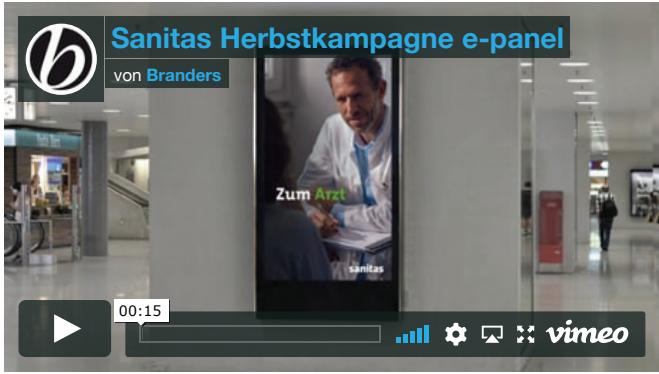 b
Sanitas Herbstkampagne e-panel
von Branders
Zum Arzt
sanitas
00:15
vimeo